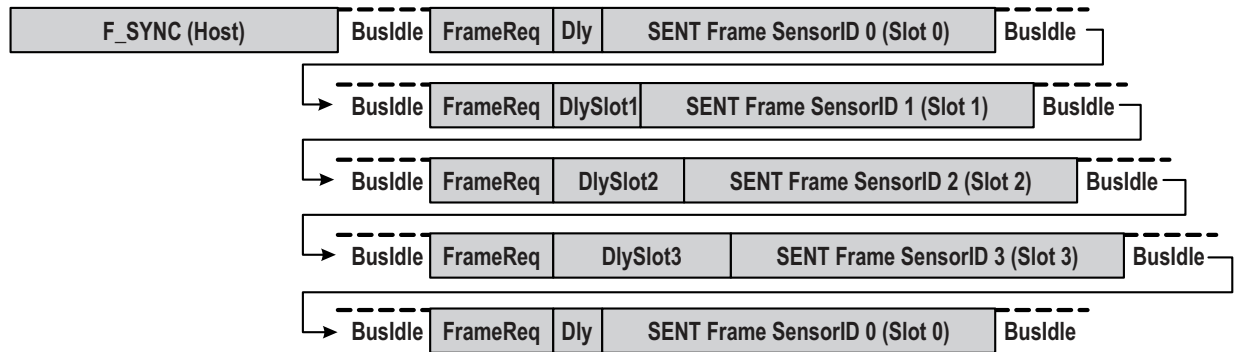 F_SYNC (Host) BusIdle FrameReq Dly SENT Frame SensorID 0 (Slot 0) BusIdle
BusIdle FrameReq DlySlot1 SENT Frame SensorID 1 (Slot 1) BusIdle
BusIdle FrameReq DlySlot2 SENT Frame SensorID 2 (Slot 2) BusIdle
BusIdle FrameReq DlySlot3 SENT Frame SensorID 3 (Slot 3) BusIdle
BusIdle FrameReq Dly SENT Frame SensorID 0 (Slot 0) BusIdle